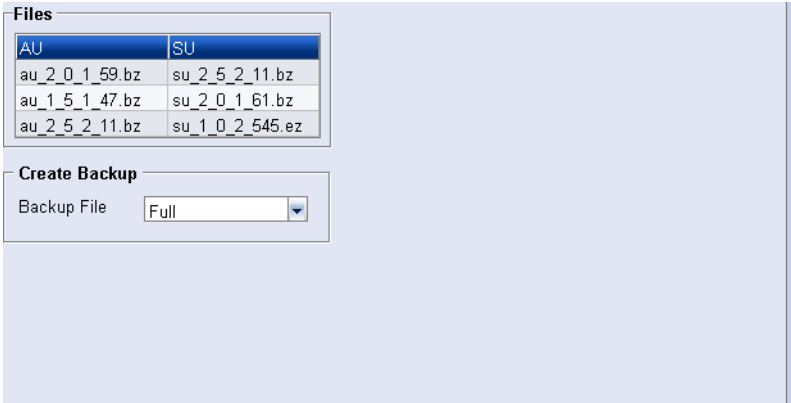 Files
AU SU
au_2_0_1_59.bz su_2_5_2_11.bz
au_1_5_1_47.bz su_2_0_1_61.bz
au_2_5_2_11.bz su_1_0_2_545.ez
Create Backup
Backup File Full